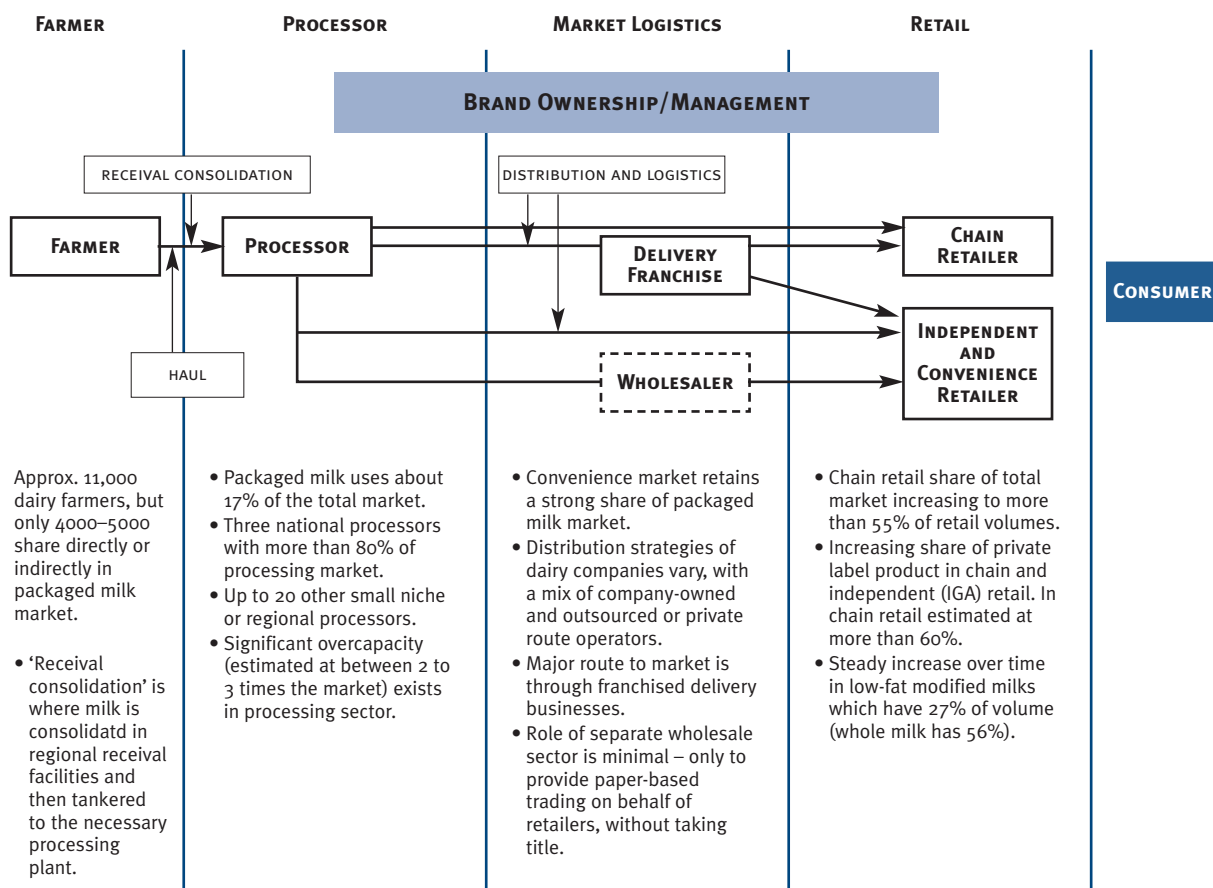 FARMER
PROCESSOR
MARKET LOGISTICS
RETAIL
BRAND OWNERSHIP/MANAGEMENT
RECEIVAL CONSOLIDATION
DISTRIBUTION AND LOGISTICS
FARMER
PROCESSOR
DELIVERY
FRANCHISE
CHAIN
RETAILER
CONSUMER
HAUL
WHOLESALER
INDEPENDENT
AND
CONVENIENCE
RETAILER
Approx. 11,000
dairy farmers, but
only 4000–5000
share directly or
indirectly in
packaged milk
market.
• ‘Receival
consolidation’ is
where milk is
consolidatd in
regional receival
facilities and
then tankered
to the necessary
processing
plant.
• Packaged milk uses about
17% of the total market.
• Three national processors
with more than 80% of
processing market.
• Up to 20 other small niche
or regional processors.
• Significant overcapacity
(estimated at between 2 to
3 times the market) exists
in processing sector.
• Convenience market retains
a strong share of packaged
milk market.
• Distribution strategies of
dairy companies vary, with
a mix of company-owned
and outsourced or private
route operators.
• Major route to market is
through franchised delivery
businesses.
• Role of separate wholesale
sector is minimal – only to
provide paper-based
trading on behalf of
retailers, without taking
title.
• Chain retail share of total
market increasing to more
than 55% of retail volumes.
• Increasing share of private
label product in chain and
independent (IGA) retail. In
chain retail estimated at
more than 60%.
• Steady increase over time
in low-fat modified milks
which have 27% of volume
(whole milk has 56%).